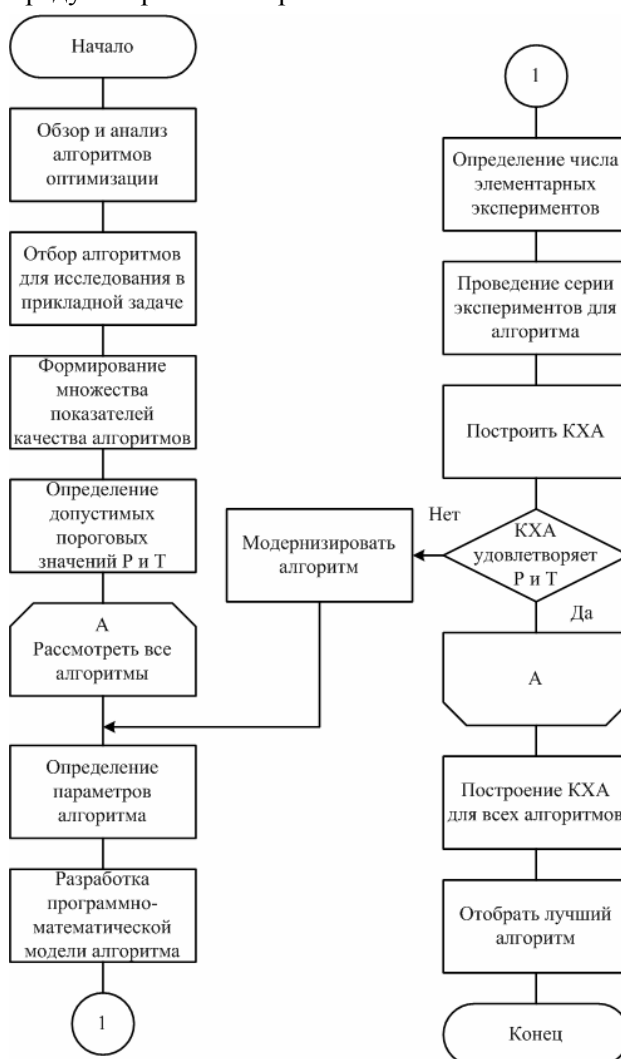 Начало
Обзор и анализ
алгоритмов
оптимизации
Отбор алгоритмов
для исследования в
прикладной задаче
Формирование
множества
показателей
качества алгоритмов
Определение
допустимых
пороговых
значений P и T
А
Рассмотреть все
алгоритмы
Определение
параметров
алгоритма
Разработка
программно-
математической
модели алгоритма
1
Модернизировать
алгоритм
1
Определение числа
элементарных
экспериментов
Проведение серии
экспериментов для
алгоритма
Построить КХА
Нет
КХА
удовлетворяет
P и T
Да
А
Построение КХА
для всех алгоритмов
Отобрать лучший
алгоритм
Конец